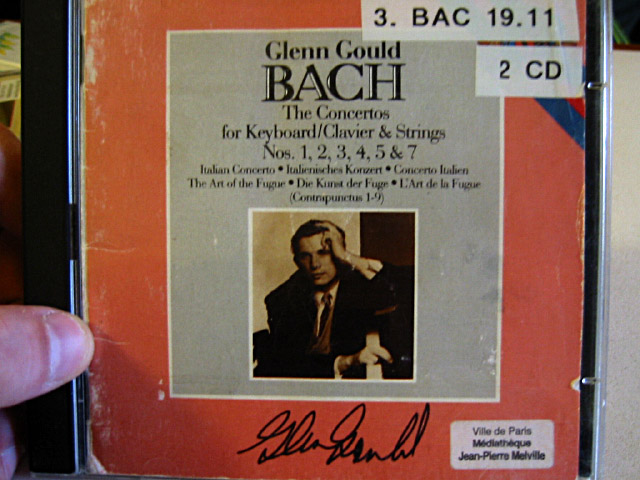 3. BAC 19.11
2 CD
Glenn Gould
BACH
The Concertos
for Keyboard/Clavier & Strings
Nos. 1, 2, 3, 4, 5 & 7
Italian Concerto • Italienisches Konzert • Concerto Italien
The Art of the Fugue • Die Kunst der Fuge • L'Art de la Fugue
(Contrapunctus 1-9)
Glenn Gould
Ville de Paris
Médiathèque
Jean-Pierre Melville